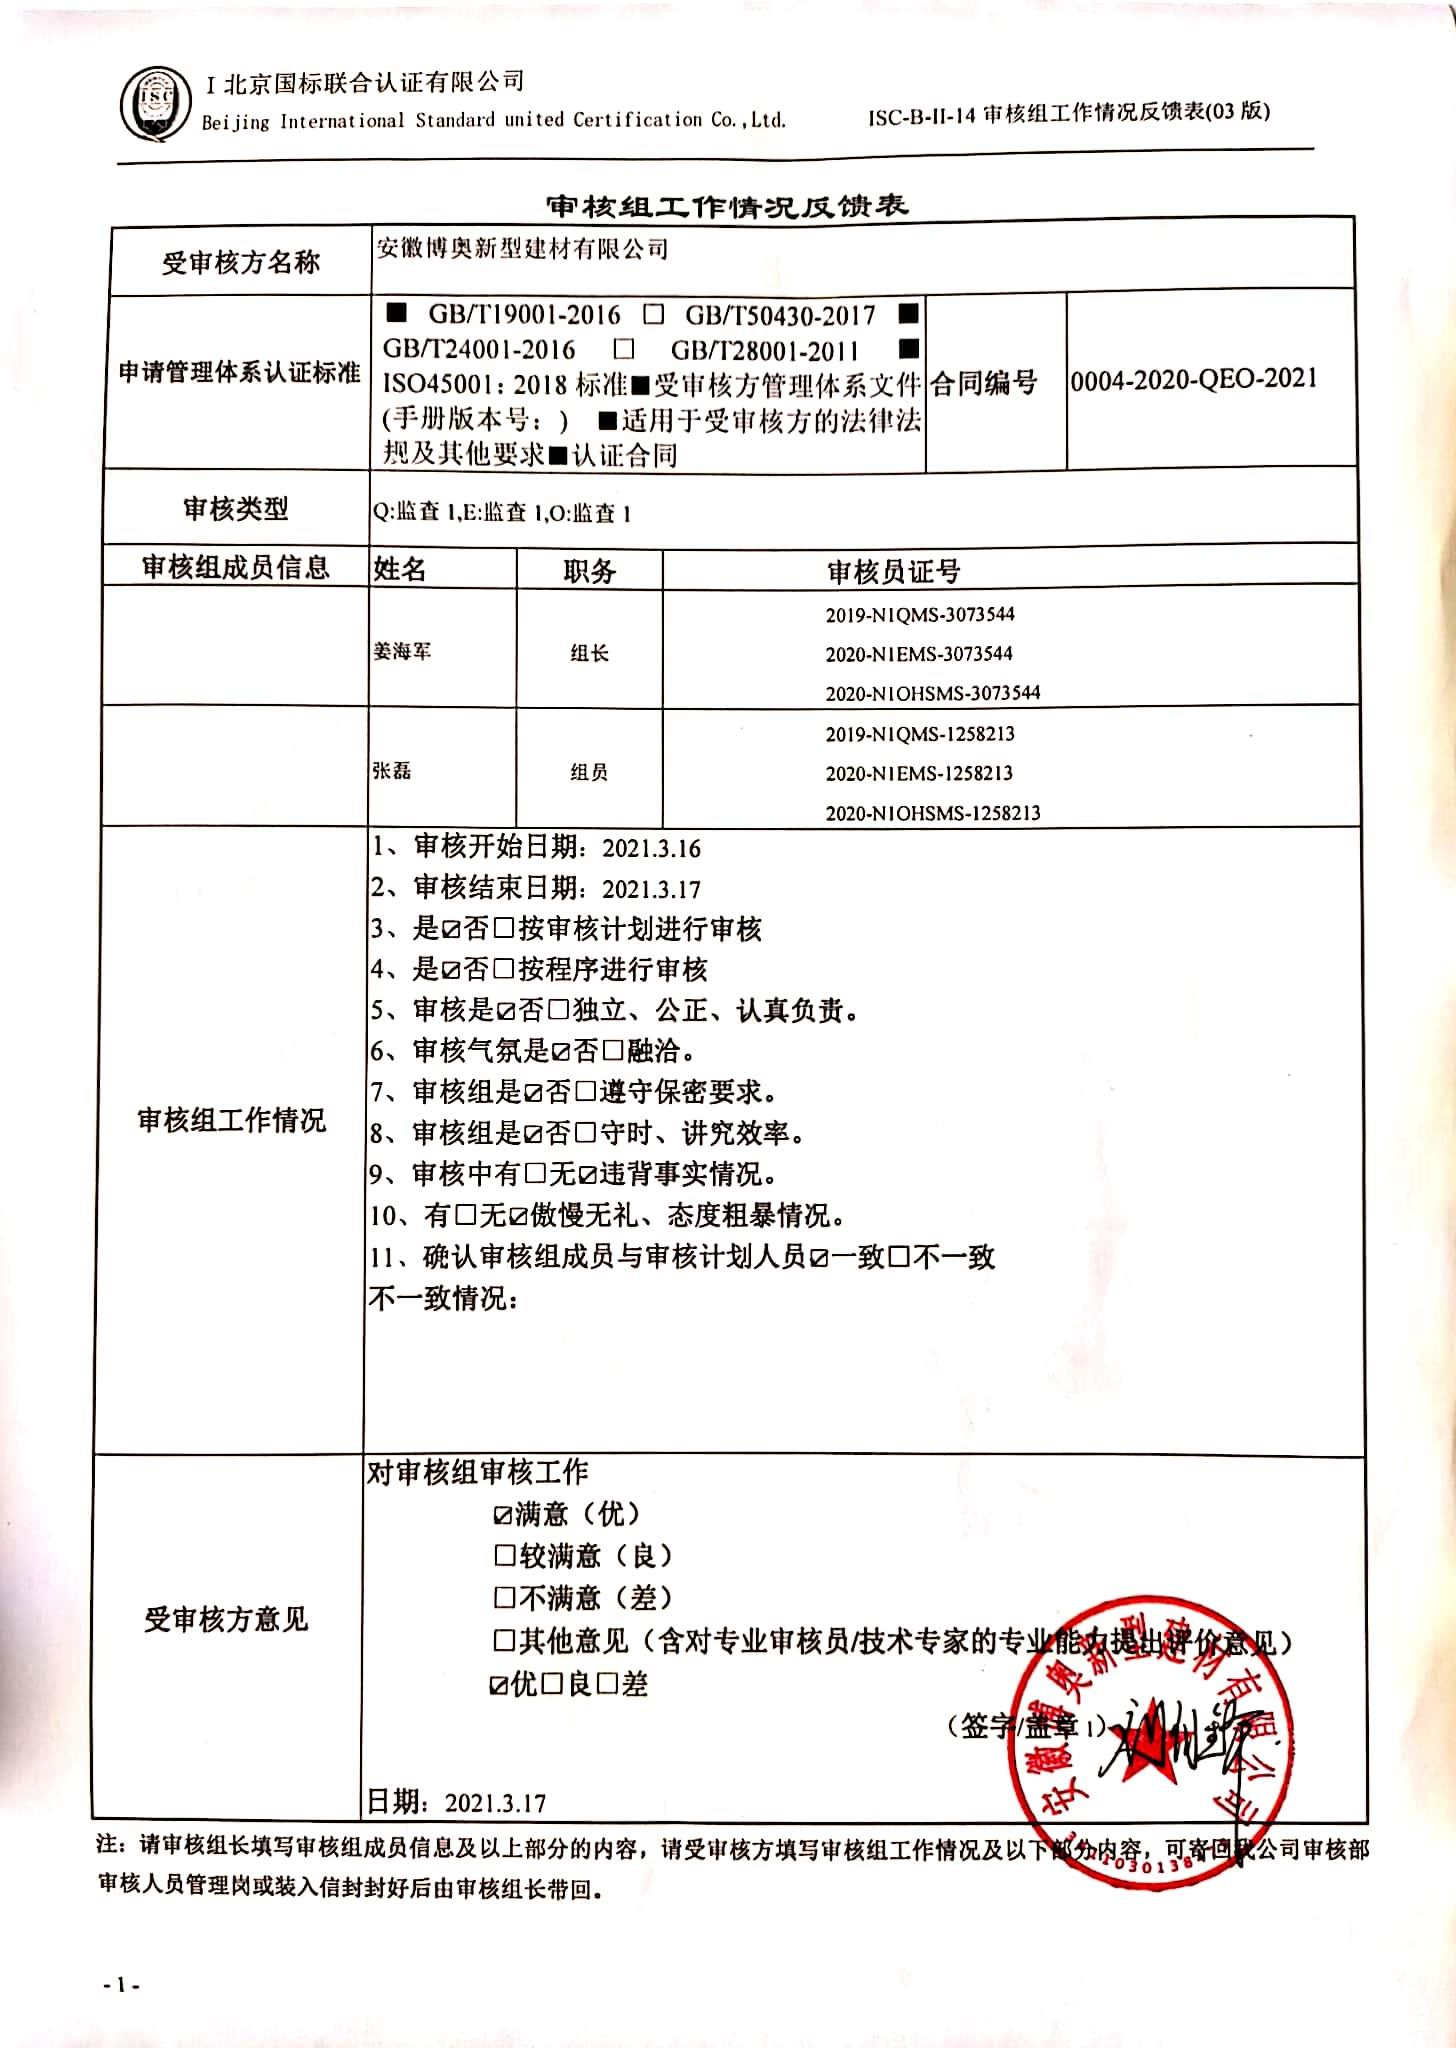 ISC
I 北京国标联合认证有限公司
Beijing International Standard united Certification Co.,Ltd.
ISC-B-II-14 审核组工作情况反馈表(03 版)
审核组工作情况反馈表
受审核方名称
安徽博奥新型建材有限公司
申请管理体系认证标准
■ GB/T19001-2016 □ GB/T50430-2017 ■
GB/T24001-2016 □ GB/T28001-2011 ■
ISO45001: 2018 标准■受审核方管理体系文件
(手册版本号: ) ■适用于受审核方的法律法
规及其他要求■认证合同
合同编号
0004-2020-QEO-2021
审核类型
Q:监查 1,E:监查 1,O:监查 1
审核组成员信息 姓名 职务 审核员证号
姜海军 组长
2019-N1QMS-3073544
2020-N1EMS-3073544
2020-N1OHSMS-3073544
张磊 组员
2019-N1QMS-1258213
2020-N1EMS-1258213
2020-N1OHSMS-1258213
审核组工作情况
1、审核开始日期: 2021.3.16
2、审核结束日期: 2021.3.17
3、是☑否□按审核计划进行审核
4、是☑否□按程序进行审核
5、审核是☑否□独立、公正、认真负责。
6、审核气氛是☑否□融洽。
7、审核组是☑否□遵守保密要求。
8、审核组是☑否□守时、讲究效率。
9、审核中有□无☑违背事实情况。
10、有□无☑傲慢无礼、态度粗暴情况。
11、确认审核组成员与审核计划人员☑一致□不一致
不一致情况:
受审核方意见
对审核组审核工作
☑满意（优）
□较满意（良）
□不满意（差）
□其他意见（含对专业审核员/技术专家的专业能力提出评价意见）
☑优□良□差
（签字/盖章1）
安徽博奥新型建材有限公司
日期: 2021.3.17
注: 请审核组长填写审核组成员信息及以上部分的内容，请受审核方填写审核组工作情况及以下部分内容，可寄回我公司审核部
审核人员管理岗或装入信封封好后由审核组长带回。
- 1 -